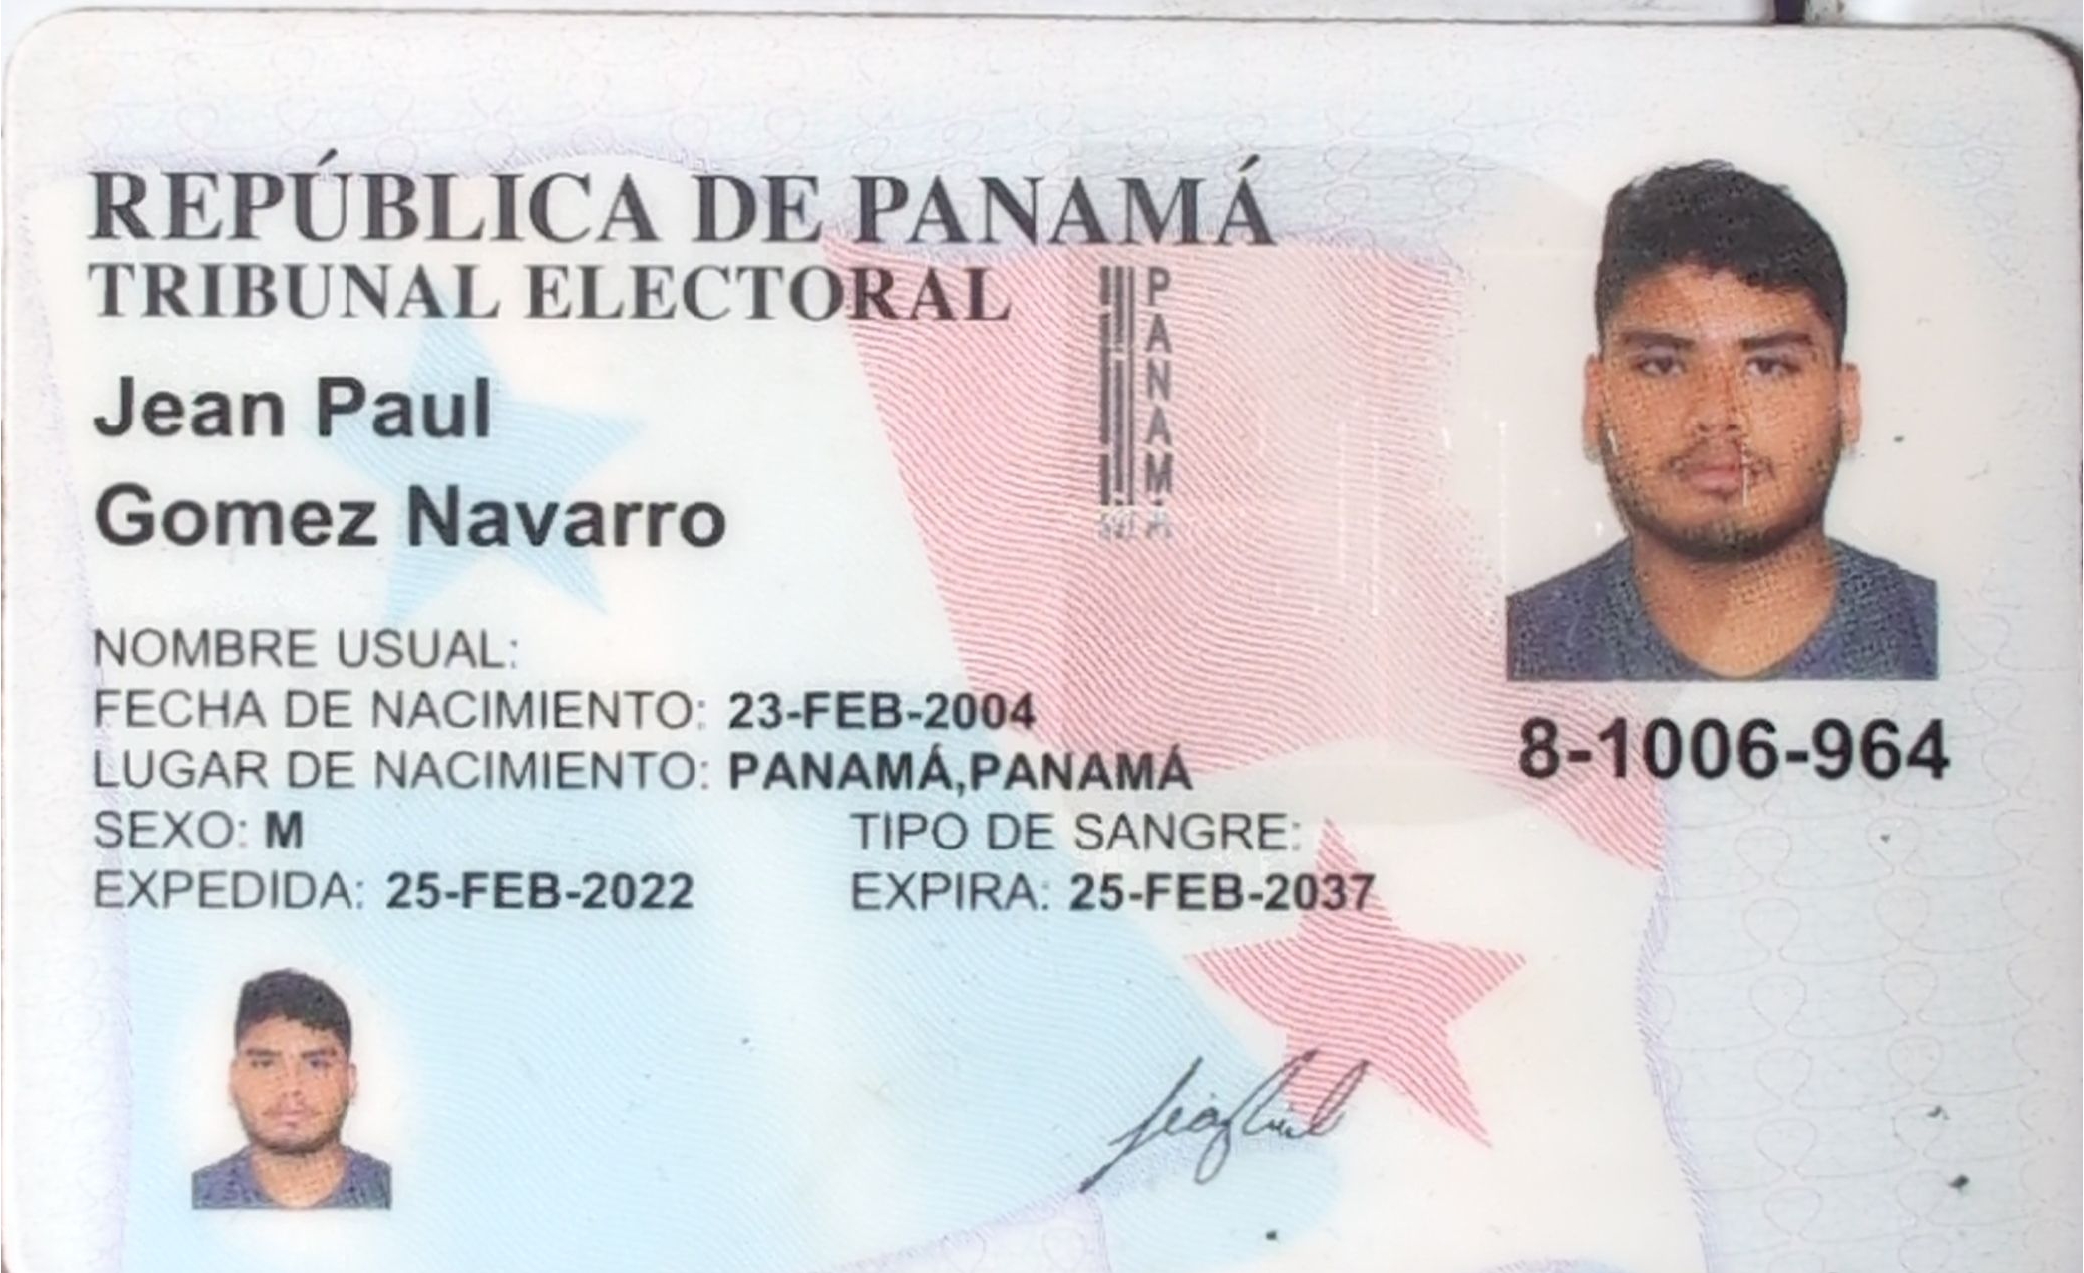 REPÚBLICA DE PANAMÁ
TRIBUNAL ELECTORAL
PANAMÁ
Jean Paul
Gomez Navarro
NOMBRE USUAL:
FECHA DE NACIMIENTO: 23-FEB-2004
LUGAR DE NACIMIENTO: PANAMÁ,PANAMÁ
SEXO: M
TIPO DE SANGRE:
EXPEDIDA: 25-FEB-2022
EXPIRA: 25-FEB-2037
8-1006-964